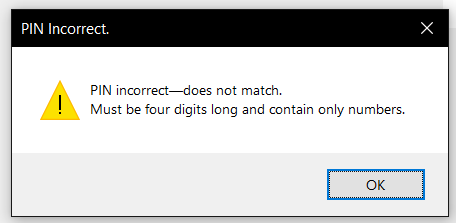 PIN Incorrect.
PIN incorrect—does not match.
Must be four digits long and contain only numbers.
OK